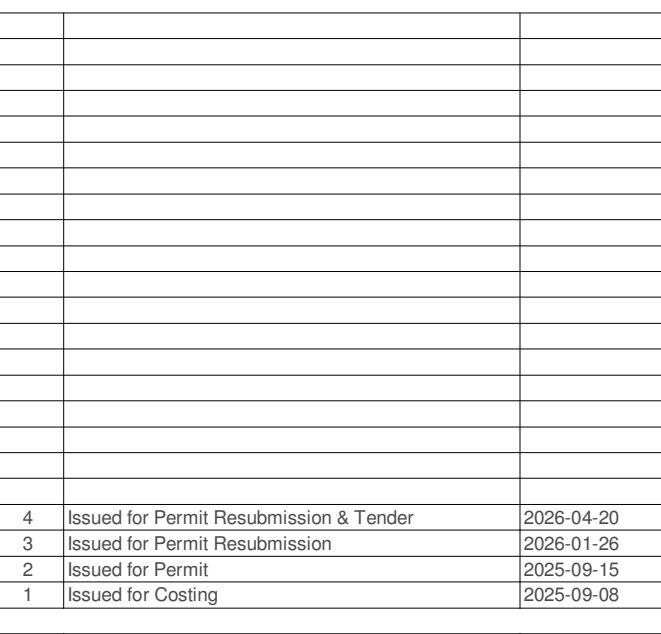 4 Issued for Permit Resubmission & Tender 2026-04-20
3 Issued for Permit Resubmission 2026-01-26
2 Issued for Permit 2025-09-15
1 Issued for Costing 2025-09-08